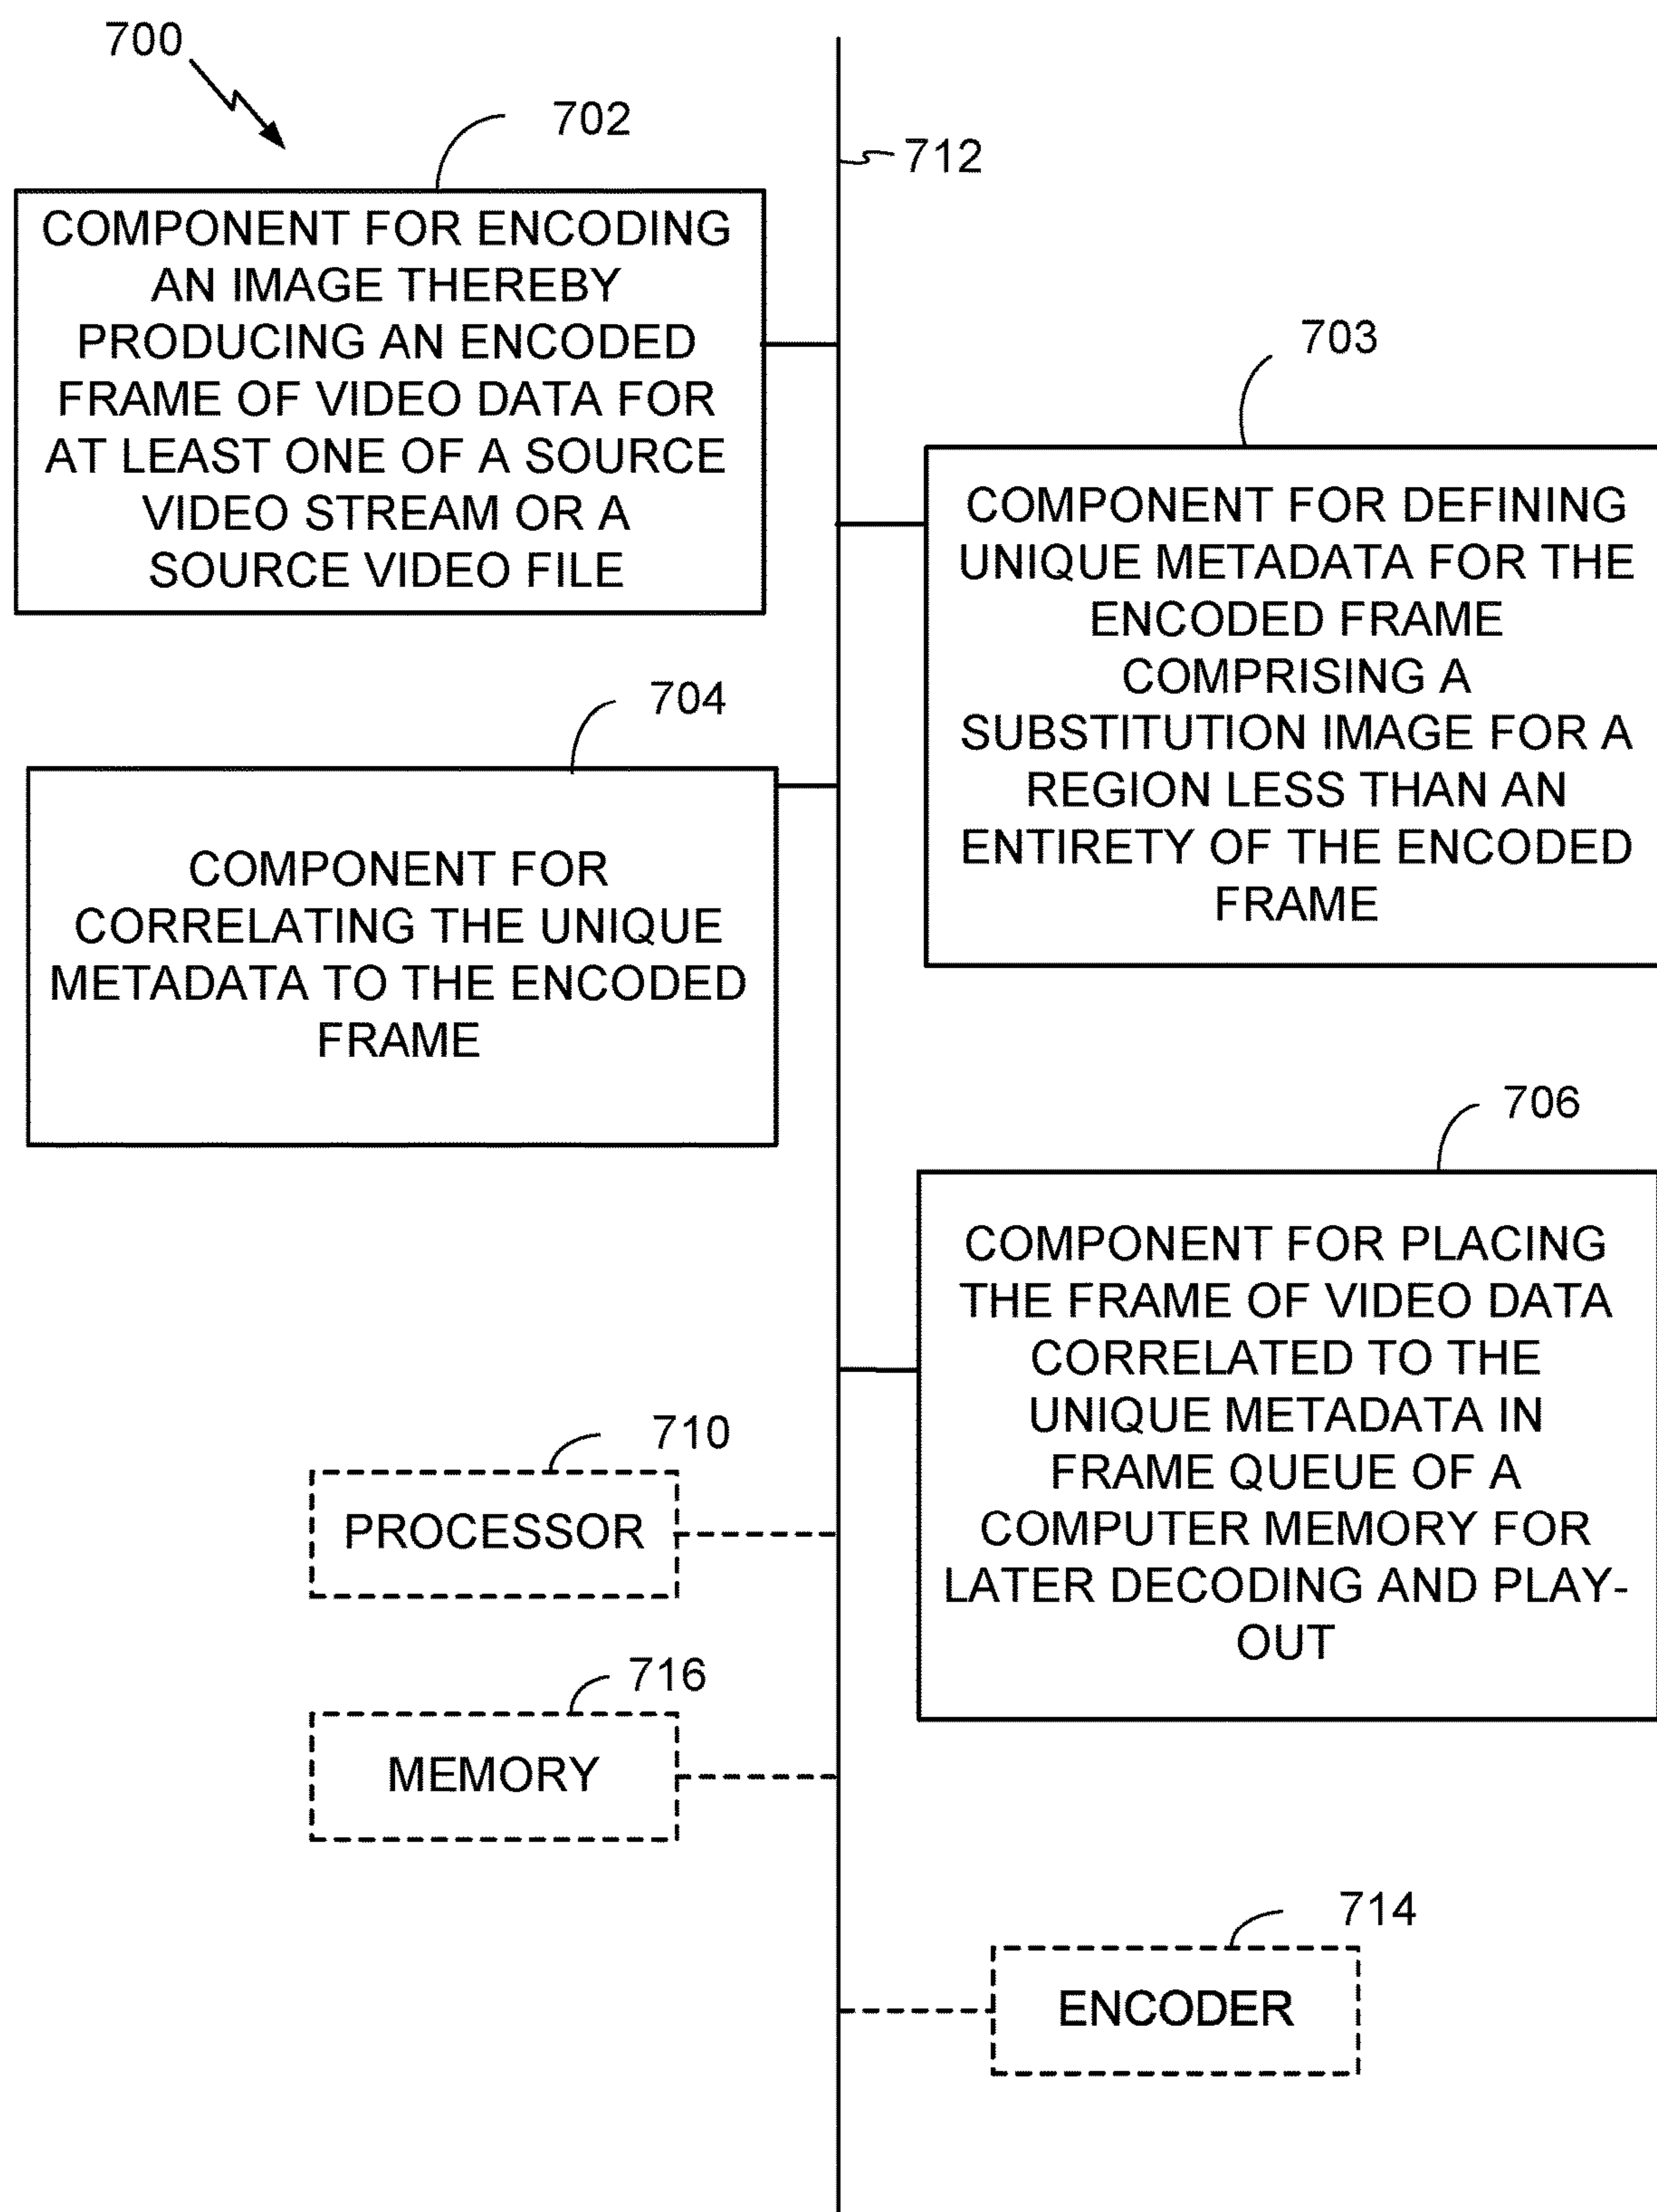 700
702
712
COMPONENT FOR ENCODING
AN IMAGE THEREBY
PRODUCING AN ENCODED
FRAME OF VIDEO DATA FOR
AT LEAST ONE OF A SOURCE
VIDEO STREAM OR A
SOURCE VIDEO FILE
703
COMPONENT FOR DEFINING
UNIQUE METADATA FOR THE
ENCODED FRAME
COMPRISING A
SUBSTITUTION IMAGE FOR A
REGION LESS THAN AN
ENTIRETY OF THE ENCODED
FRAME
704
COMPONENT FOR
CORRELATING THE UNIQUE
METADATA TO THE ENCODED
FRAME
706
COMPONENT FOR PLACING
THE FRAME OF VIDEO DATA
CORRELATED TO THE
UNIQUE METADATA IN
FRAME QUEUE OF A
COMPUTER MEMORY FOR
LATER DECODING AND PLAY-
OUT
710
PROCESSOR
716
MEMORY
714
ENCODER